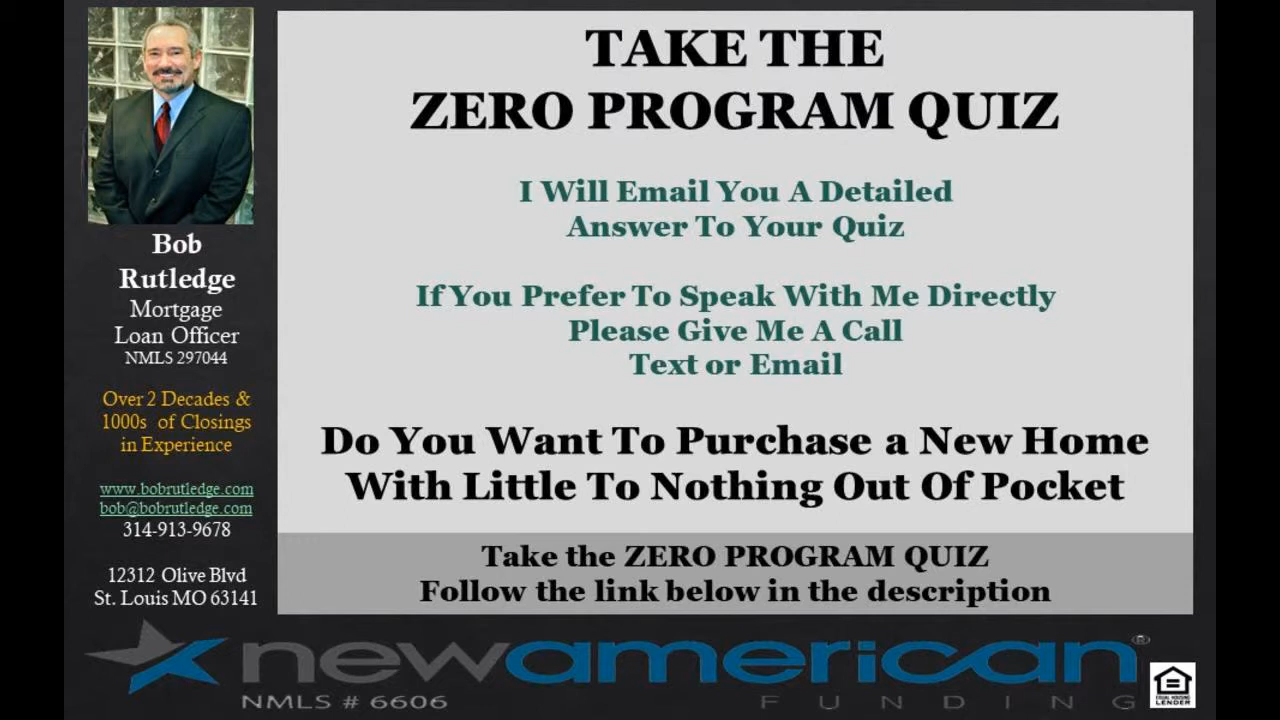 Bob
Rutledge
Mortgage
Loan Officer
NMLS 297044
Over 2 Decades &
1000s of Closings
in Experience
www.bobrutledge.com
bob@bobrutledge.com
314-913-9678
12312 Olive Blvd
St. Louis MO 63141
TAKE THE
ZERO PROGRAM QUIZ
I Will Email You A Detailed
Answer To Your Quiz
If You Prefer To Speak With Me Directly
Please Give Me A Call
Text or Email
Do You Want To Purchase a New Home
With Little To Nothing Out Of Pocket
Take the ZERO PROGRAM QUIZ
Follow the link below in the description
newamerican®
NMLS # 6606 FUNDING
EQUAL HOUSING
LENDER